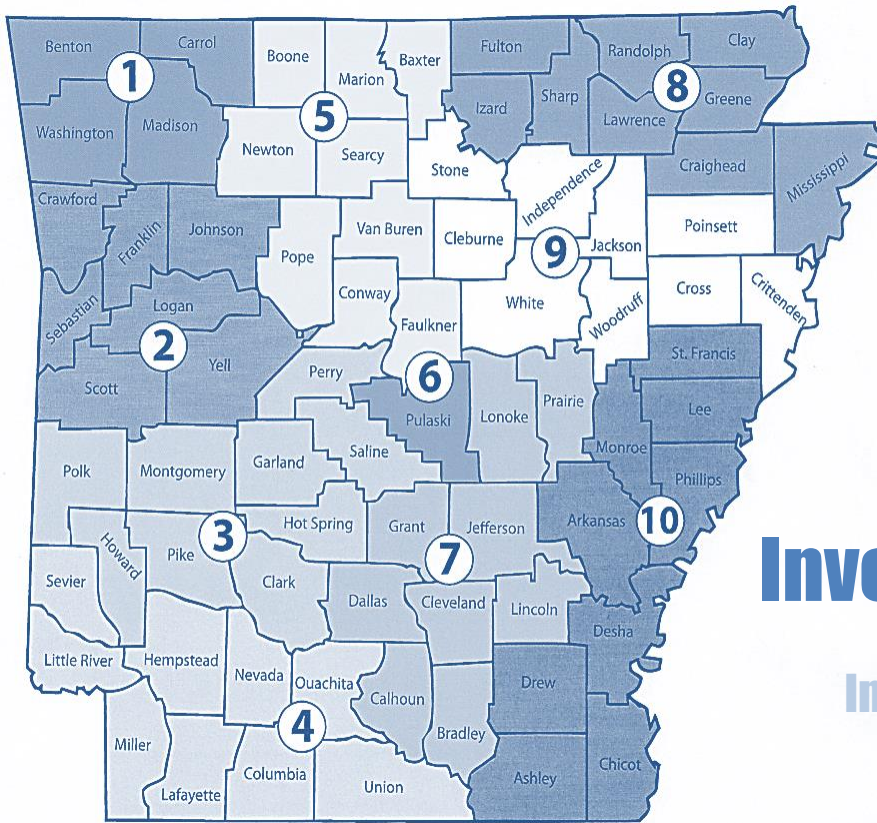 Benton
Carrol
Boone
Marion
Baxter
Fulton
Randolph
Clay
1
5
8
Washington
Madison
Newton
Searcy
Izard
Sharp
Lawrence
Greene
Stone
Independence
Craighead
Mississippi
Crawford
Franklin
Johnson
Pope
Van Buren
Cleburne
9
Jackson
Poinsett
Sebastian
Logan
Conway
Faulkner
White
Woodruff
Cross
Crittenden
2
Scott
Yell
Perry
6
Pulaski
Lonoke
Prairie
St. Francis
Lee
Monroe
Phillips
Polk
Montgomery
Garland
Saline
Hot Spring
Grant
Jefferson
Arkansas
10
Howard
Pike
3
Clark
7
Sevier
Dallas
Cleveland
Lincoln
Desha
Little River
Hempstead
Nevada
Ouachita
Calhoun
Bradley
Drew
4
Miller
Lafayette
Columbia
Union
Ashley
Chicot
Inve
In